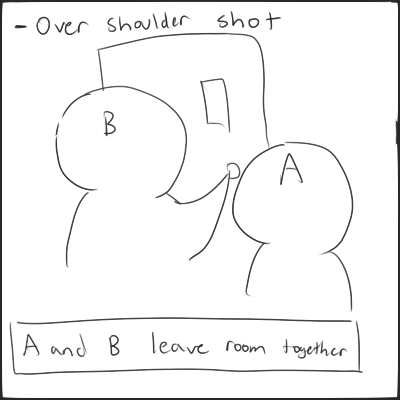 - Over shoulder shot
B
A
A and B leave room together